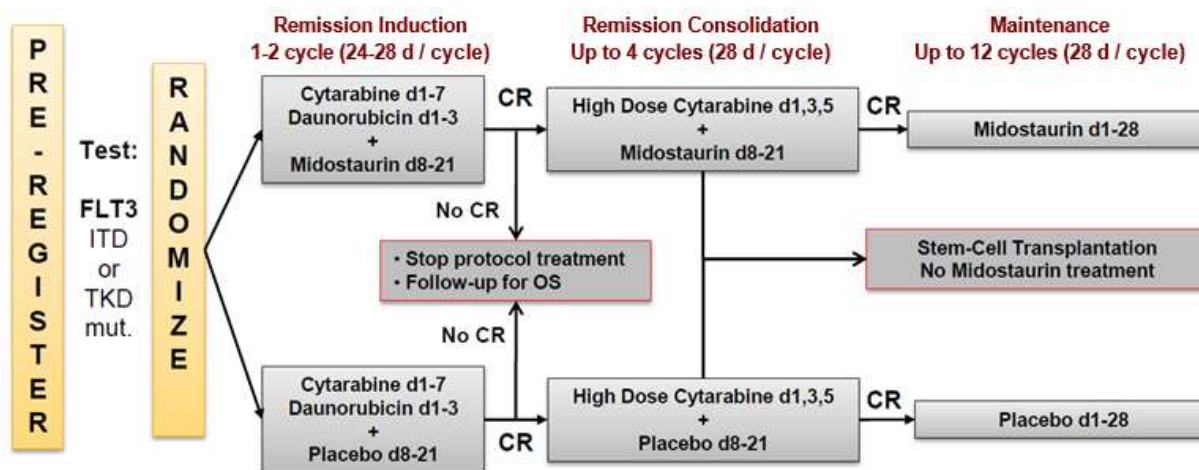 PRE-REGISTER
Test:
FLT3
ITD
or
TKD
mut.
RANDOMIZE
Remission Induction
1-2 cycle (24-28 d / cycle)
Remission Consolidation
Up to 4 cycles (28 d / cycle)
Maintenance
Up to 12 cycles (28 d / cycle)
Cytarabine d1-7
Daunorubicin d1-3
+
Midostaurin d8-21
CR
High Dose Cytarabine d1,3,5
+
Midostaurin d8-21
CR
Midostaurin d1-28
No CR
• Stop protocol treatment
• Follow-up for OS
Stem-Cell Transplantation
No Midostaurin treatment
No CR
Cytarabine d1-7
Daunorubicin d1-3
+
Placebo d8-21
CR
High Dose Cytarabine d1,3,5
+
Placebo d8-21
CR
Placebo d1-28